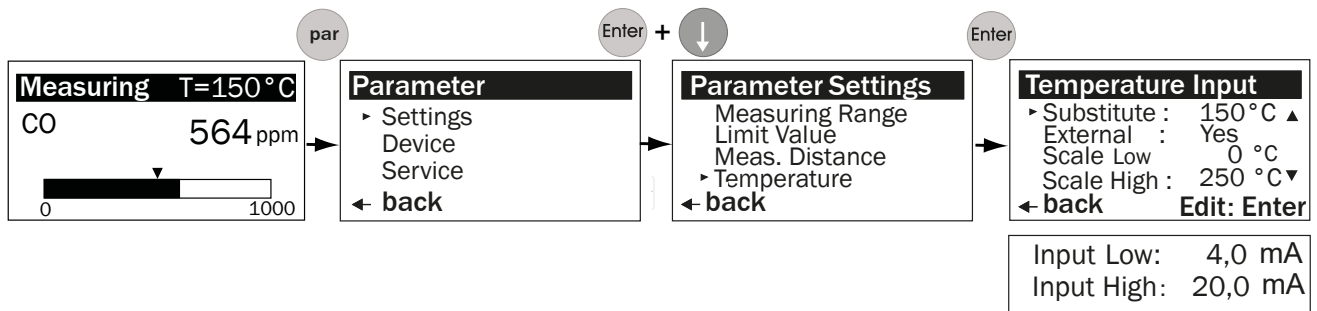 par
Enter + ↓
Enter
Measuring T=150°C
CO 564 ppm
0 1000
Parameter
▸ Settings
Device
Service
← back
Parameter Settings
Measuring Range
Limit Value
Meas. Distance
▸ Temperature
← back
Temperature Input
▸ Substitute : 150°C ▲
External : Yes
Scale Low 0 °C
Scale High : 250 °C ▼
← back Edit: Enter
Input Low: 4,0 mA
Input High: 20,0 mA